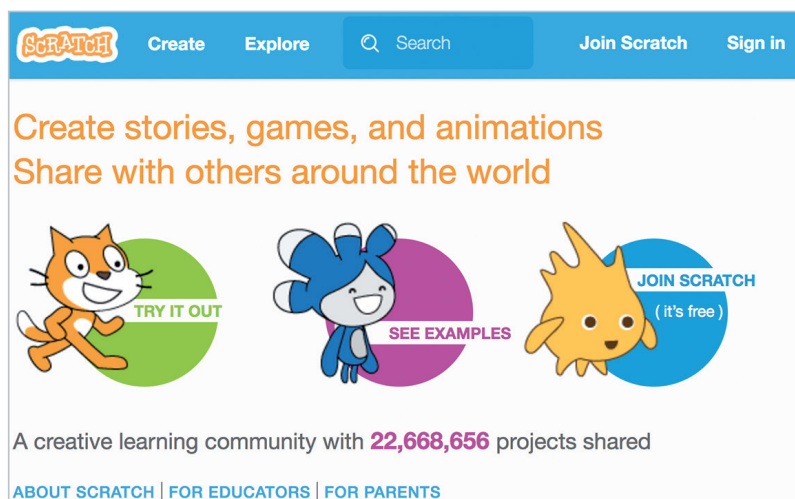 SCRATCH Create Explore Search Join Scratch Sign in
Create stories, games, and animations
Share with others around the world
TRY IT OUT
SEE EXAMPLES
JOIN SCRATCH
( it's free )
A creative learning community with 22,668,656 projects shared
ABOUT SCRATCH | FOR EDUCATORS | FOR PARENTS